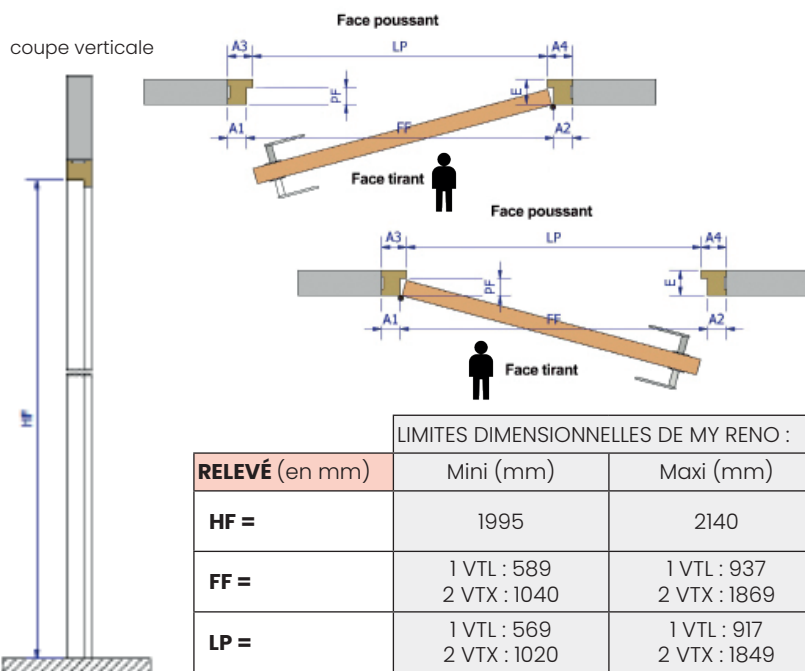 Face poussant
coupe verticale
A3 LP A4
PF E
A1 FF A2
Face tirant
Face poussant
A3 LP A4
PF E
A1 FF A2
Face tirant
HF
LIMITES DIMENSIONNELLES DE MY RENO :
RELEVÉ (en mm) Mini (mm) Maxi (mm)
HF = 1995 2140
1 VTL : 589 1 VTL : 937
FF =
2 VTX : 1040 2 VTX : 1869
1 VTL : 569 1 VTL : 917
LP =
2 VTX : 1020 2 VTX : 1849